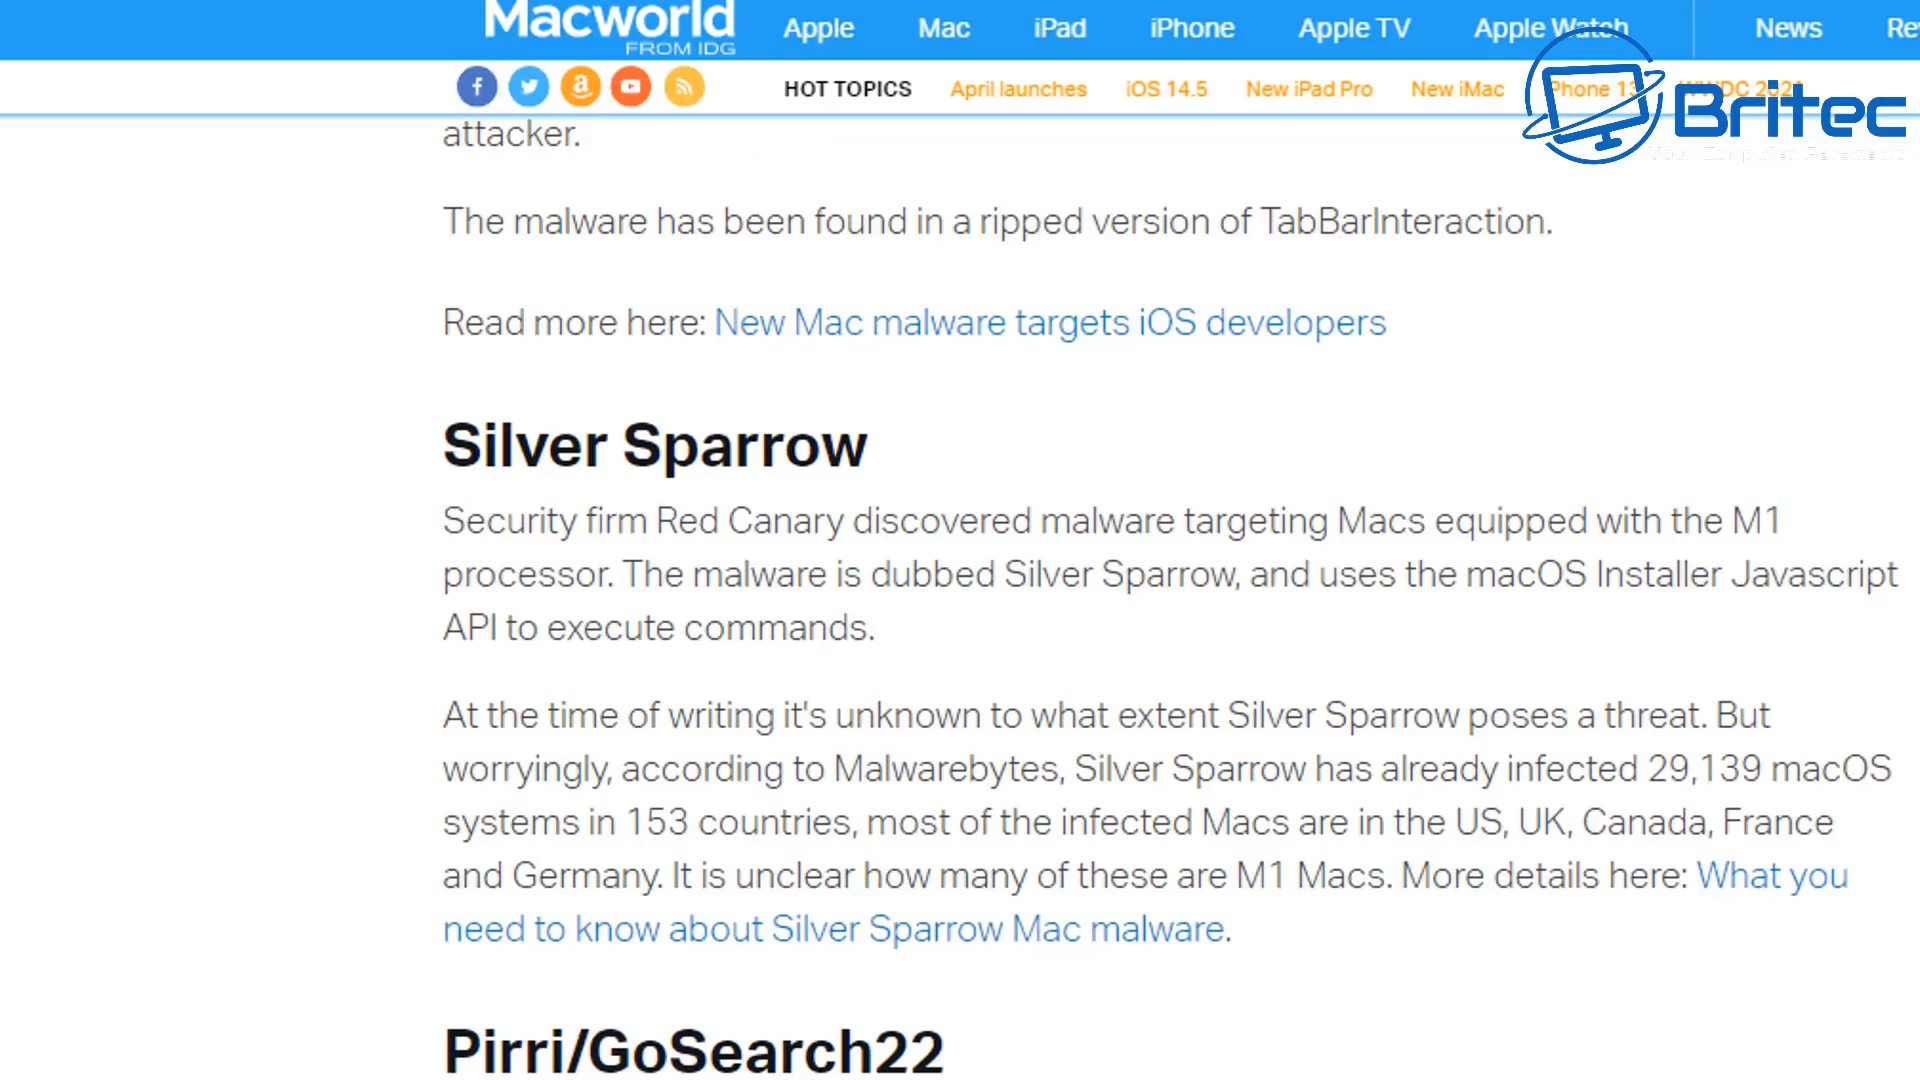 Macworld
FROM IDG
Apple Mac iPad iPhone Apple TV Apple Watch News
HOT TOPICS April launches iOS 14.5 New iPad Pro New iMac iPhone 13 WWDC 2021
Britec
attacker.
The malware has been found in a ripped version of TabBarInteraction.
Read more here: New Mac malware targets iOS developers
Silver Sparrow
Security firm Red Canary discovered malware targeting Macs equipped with the M1
processor. The malware is dubbed Silver Sparrow, and uses the macOS Installer Javascript
API to execute commands.
At the time of writing it's unknown to what extent Silver Sparrow poses a threat. But
worryingly, according to Malwarebytes, Silver Sparrow has already infected 29,139 macOS
systems in 153 countries, most of the infected Macs are in the US, UK, Canada, France
and Germany. It is unclear how many of these are M1 Macs. More details here: What you
need to know about Silver Sparrow Mac malware.
Pirri/GoSearch22